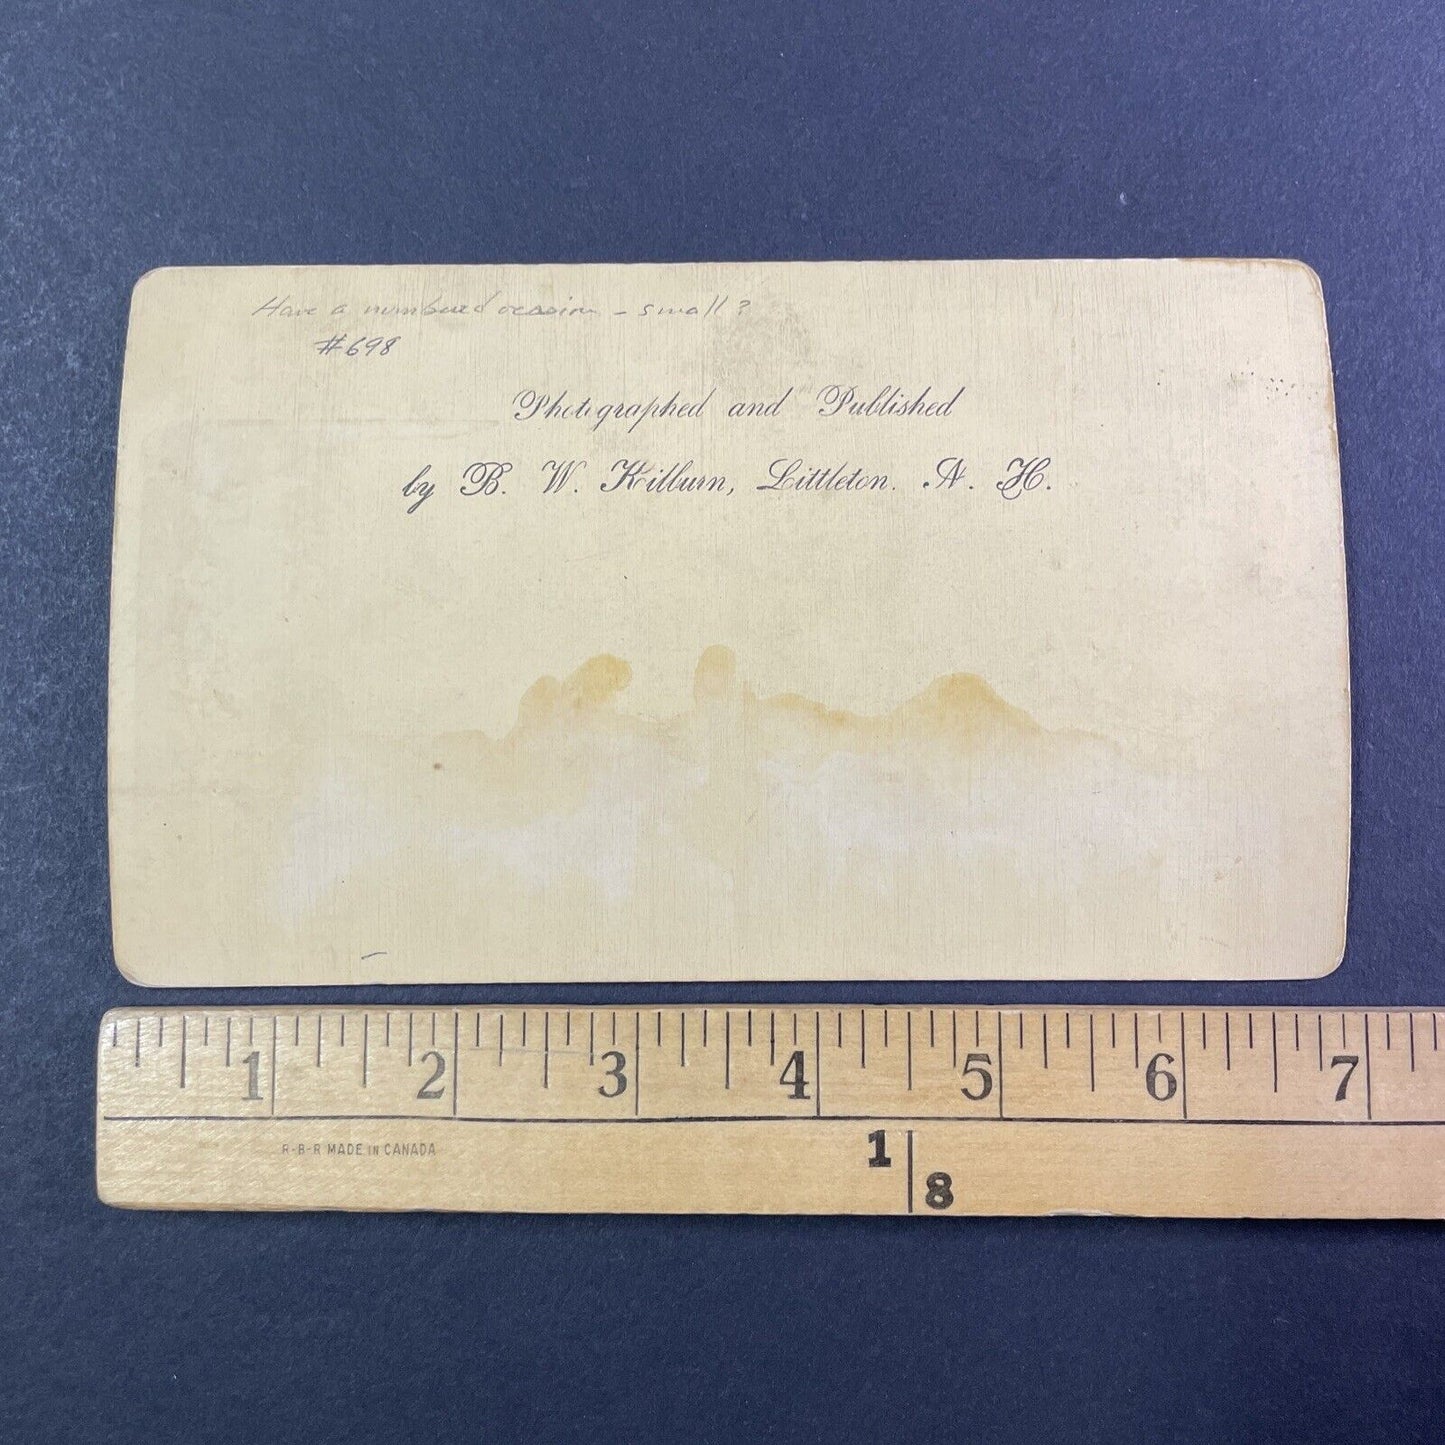 Have a numbered version - small?
#698
Photographed and Published
by B. W. Kilburn, Littleton. N. H.
1 2 3 4 5 6 7
R-B-R MADE IN CANADA
1 8